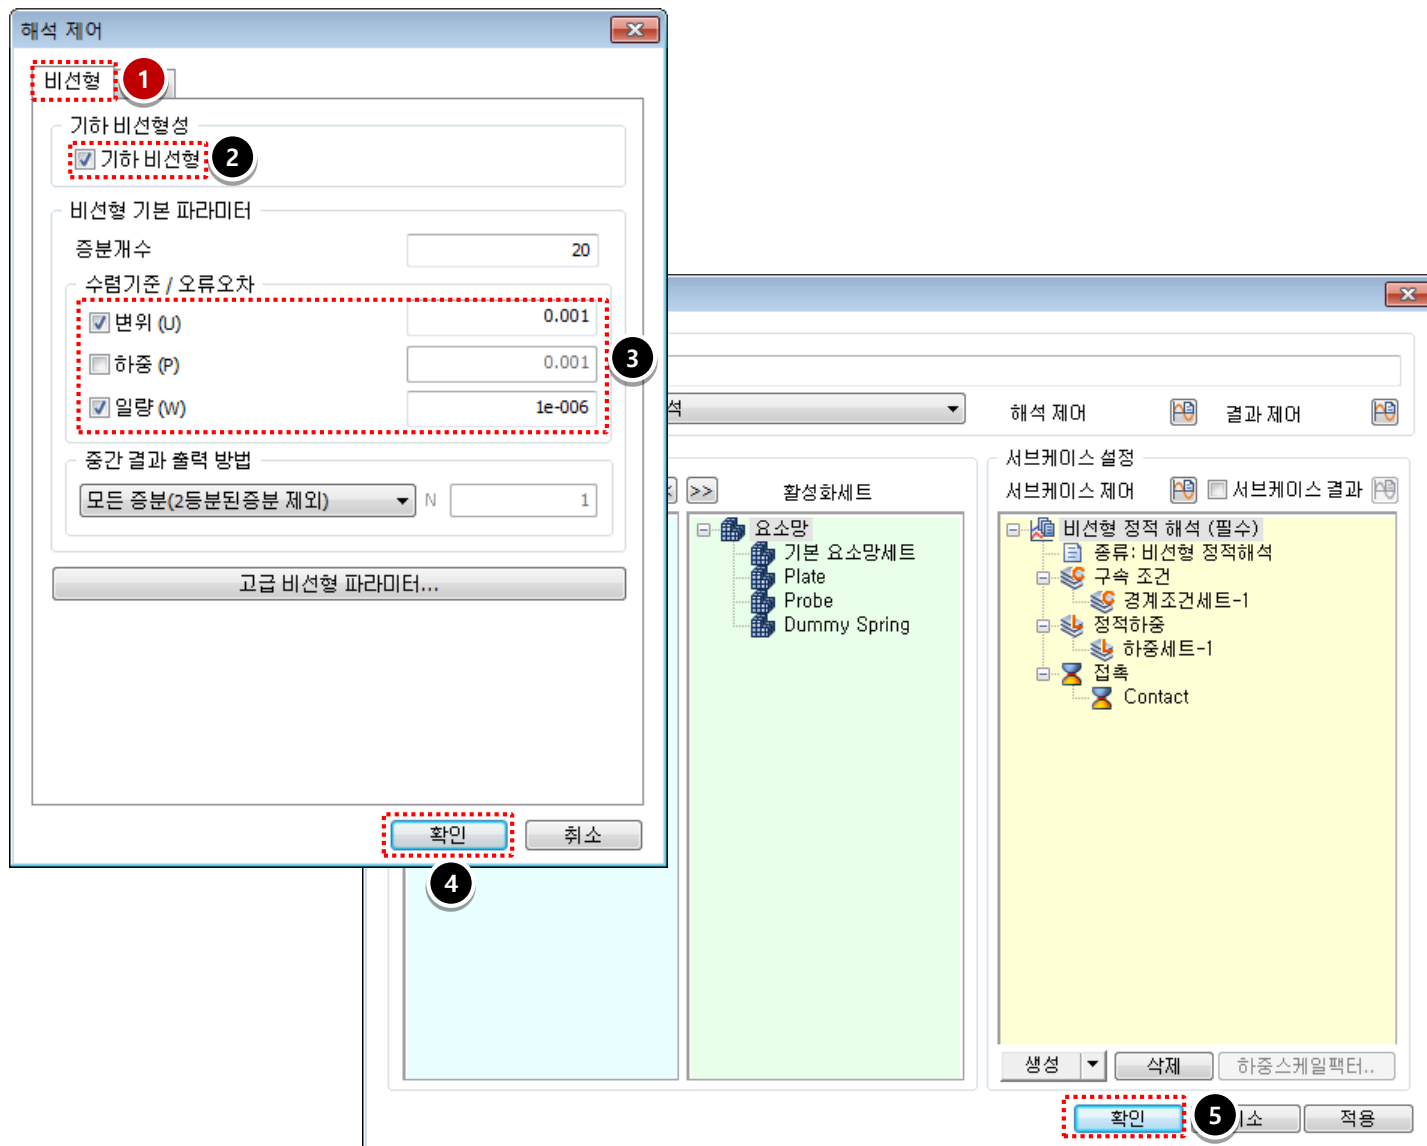 해석 제어
비선형
1
기하 비선형성
기하 비선형
2
비선형 기본 파라미터
증분개수
20
수렴기준 / 오류오차
변위 (U)
0.001
하중 (P)
0.001
3
일량 (W)
1e-006
중간 결과 출력 방법
모든 증분(2등분된증분 제외)
N
1
고급 비선형 파라미터...
확인
취소
4
석
해석 제어
결과 제어
>>
활성화세트
요소망
기본 요소망세트
Plate
Probe
Dummy Spring
서브케이스 설정
서브케이스 제어
서브케이스 결과
비선형 정적 해석 (필수)
종류: 비선형 정적해석
구속 조건
경계조건세트-1
정적하중
하중세트-1
접촉
Contact
생성
삭제
하중스케일팩터..
확인
5
소
적용